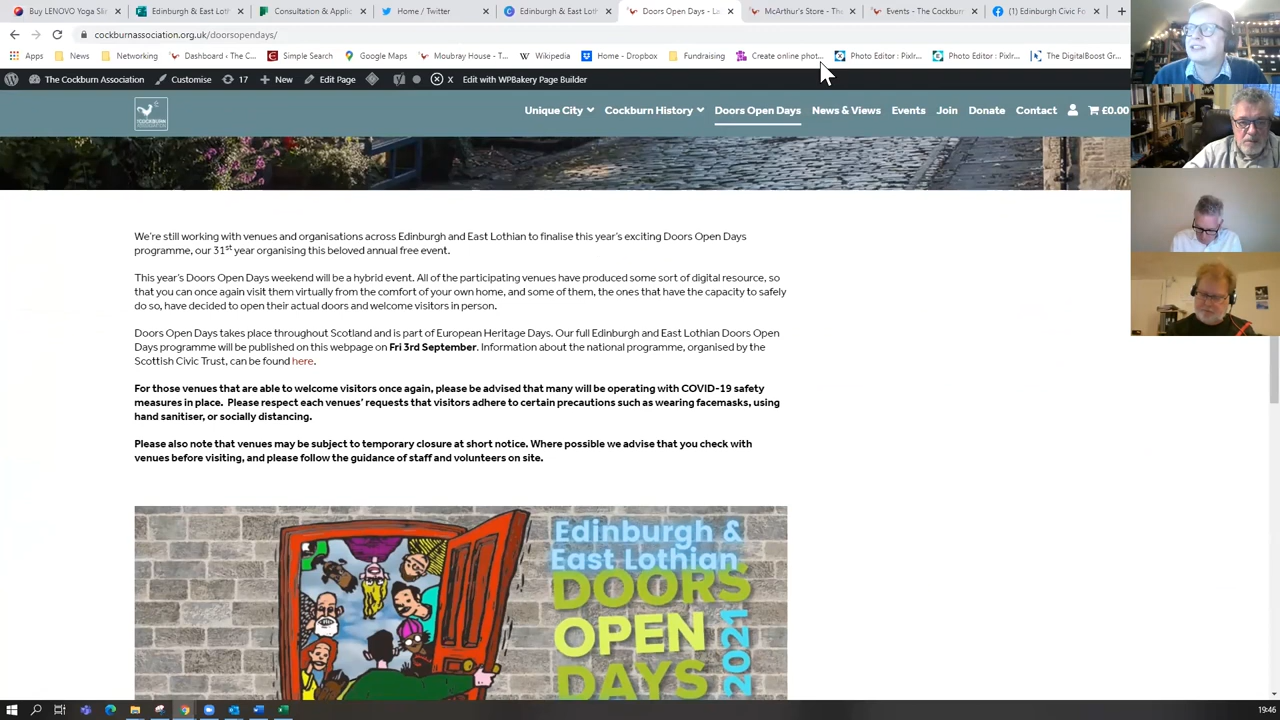 Buy LENOVO Yoga Sli
Edinburgh & East Lot
Consultation & Applic
Home / Twitter
Edinburgh & East Lot
Doors Open Days - L
McArthur's Store - Th
Events - The Cockbur
(1) Edinburgh Civic Fo
cockburnassociation.org.uk/doorsopendays/
Apps
News
Networking
Dashboard ‹ The C...
Simple Search
Google Maps
Moubray House - T...
Wikipedia
Home - Dropbox
Fundraising
Create online phot...
Photo Editor : Pixlr...
Photo Editor : Pixlr...
The DigitalBoost Gr...
The Cockburn Association
Customise
17
New
Edit Page
X
Edit with WPBakery Page Builder
Unique City
Cockburn History
Doors Open Days
News & Views
Events
Join
Donate
Contact
£0.00
We're still working with venues and organisations across Edinburgh and East Lothian to finalise this year's exciting Doors Open Days
programme, our 31st year organising this beloved annual free event.
This year's Doors Open Days weekend will be a hybrid event. All of the participating venues have produced some sort of digital resource, so
that you can once again visit them virtually from the comfort of your own home, and some of them, the ones that have the capacity to safely
do so, have decided to open their actual doors and welcome visitors in person.
Doors Open Days takes place throughout Scotland and is part of European Heritage Days. Our full Edinburgh and East Lothian Doors Open
Days programme will be published on this webpage on Fri 3rd September. Information about the national programme, organised by the
Scottish Civic Trust, can be found here.
For those venues that are able to welcome visitors once again, please be advised that many will be operating with COVID-19 safety
measures in place. Please respect each venues' requests that visitors adhere to certain precautions such as wearing facemasks, using
hand sanitiser, or socially distancing.
Please also note that venues may be subject to temporary closure at short notice. Where possible we advise that you check with
venues before visiting, and please follow the guidance of staff and volunteers on site.
Edinburgh &
East Lothian
DOORS
OPEN
DAYS
2021
19:46